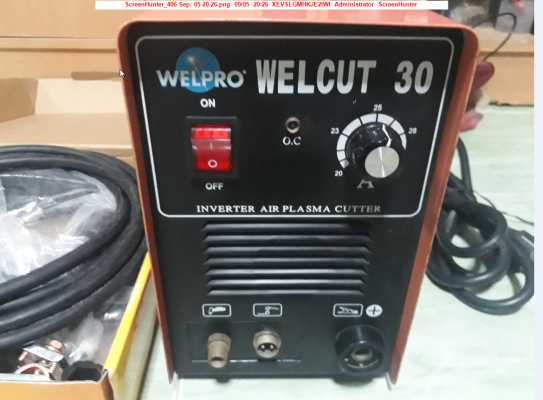 ScreenHunter_406 Sep. 05 20.26.png 09/05 20:26 XEVSLGMHKJE2IWI Administrator ScreenHunter
WELPRO® WELCUT 30
ON
O.C
OFF
20
23
25
28
INVERTER AIR PLASMA CUTTER